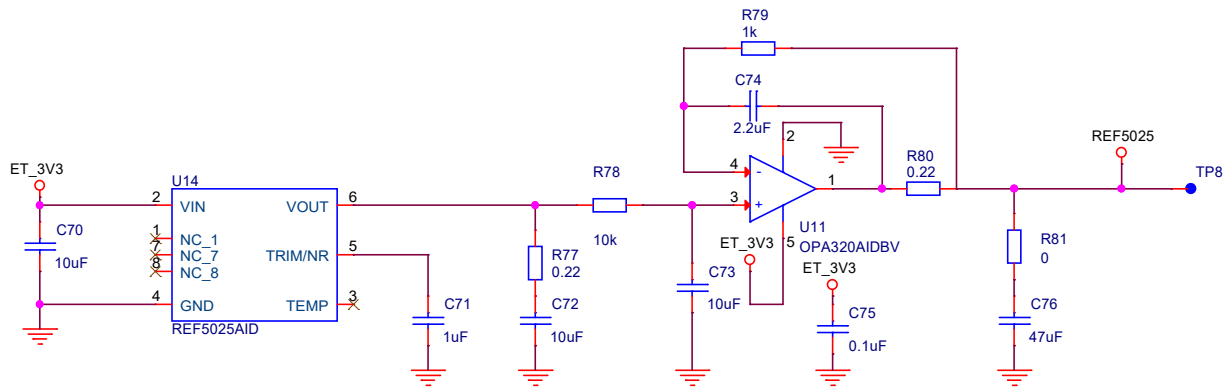 R79
1k
C74
2.2uF
2
REF5025
ET_3V3
U14
R78
4
-
R80
0.22
1
TP8
2
VIN
VOUT
6
3
+
C70
10uF
1
NC_1
7
NC_7
8
NC_8
TRIM/NR
5
10k
R77
0.22
U11
OPA320AIDBV
5
ET_3V3
ET_3V3
R81
0
C73
10uF
4
GND
TEMP
3
C71
1uF
C72
10uF
C75
0.1uF
C76
47uF
REF5025AID